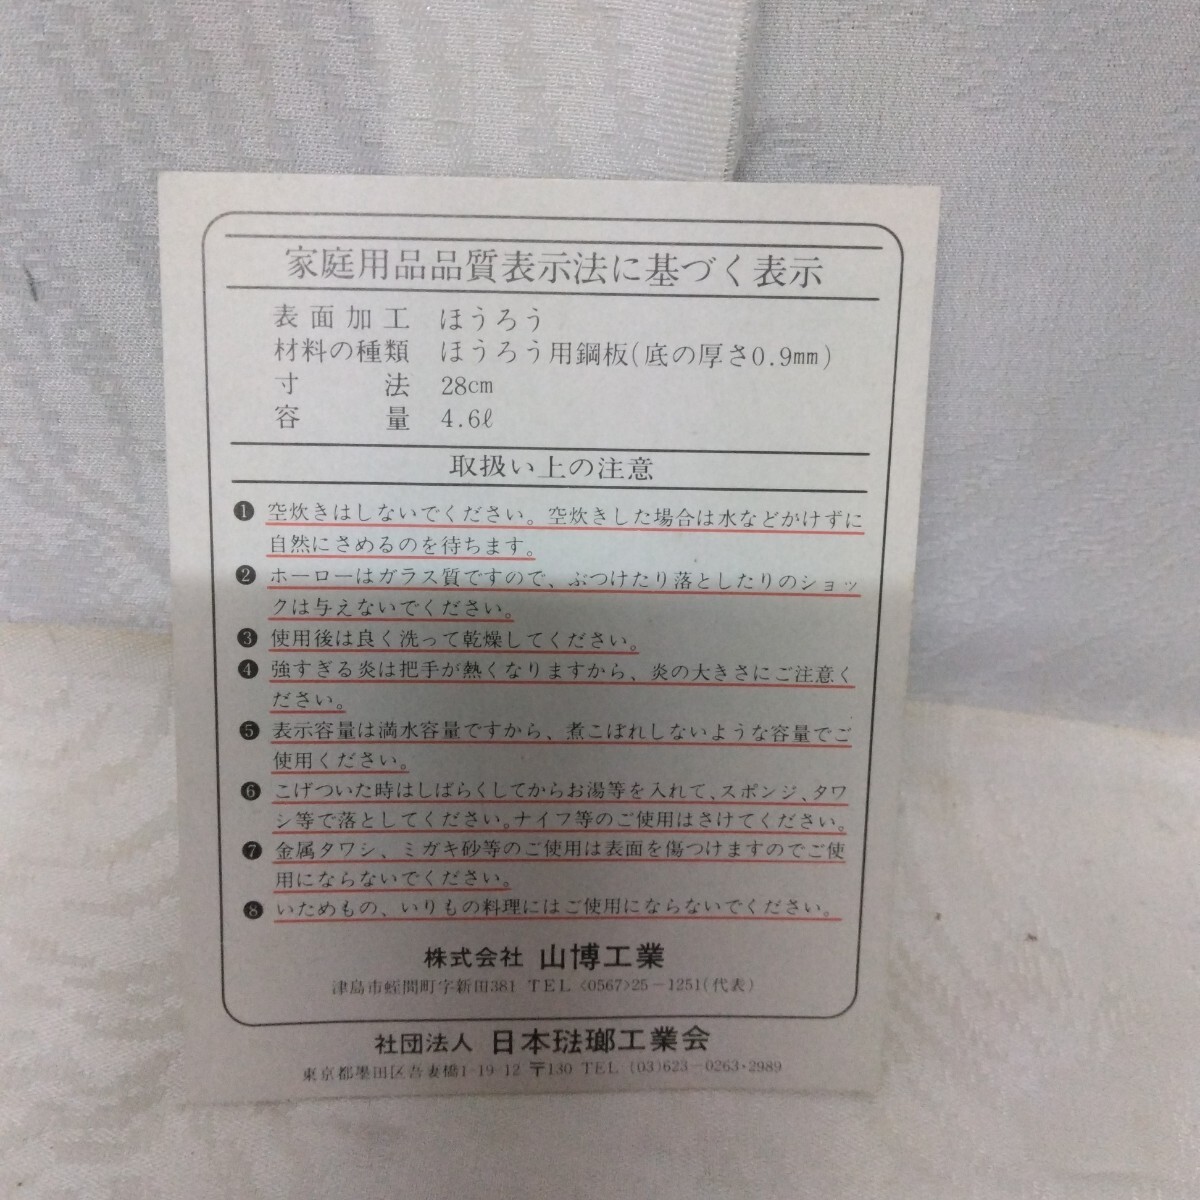 家庭用品品質表示法に基づく表示
表面加工 ほうろう
材料の種類 ほうろう用鋼板(底の厚さ0.9mm)
寸法 28cm
容量 4.6ℓ
取扱い上の注意
❶ 空炊きはしないでください。空炊きした場合は水などかけずに
自然にさめるのを待ちます。
❷ ホーローはガラス質ですので、ぶつけたり落としたりのショッ
クは与えないでください。
❸ 使用後は良く洗って乾燥してください。
❹ 強すぎる炎は把手が熱くなりますから、炎の大きさにご注意く
ださい。
❺ 表示容量は満水容量ですから、煮こぼれしないような容量でご
使用ください。
❻ こげついた時はしばらくしてからお湯等を入れて、スポンジ、タワ
シ等で落としてください。ナイフ等のご使用はさけてください。
❼ 金属タワシ、ミガキ砂等のご使用は表面を傷つけますのでご使
用にならないでください。
❽ いためもの、いりもの料理にはご使用にならないでください。
株式会社 山博工業
津島市蛭間町字新田381 TEL〈0567〉25-1251(代表)
社団法人 日本琺瑯工業会
東京都墨田区吾妻橋1-19-12 〒130 TEL (03)623-0263・2989